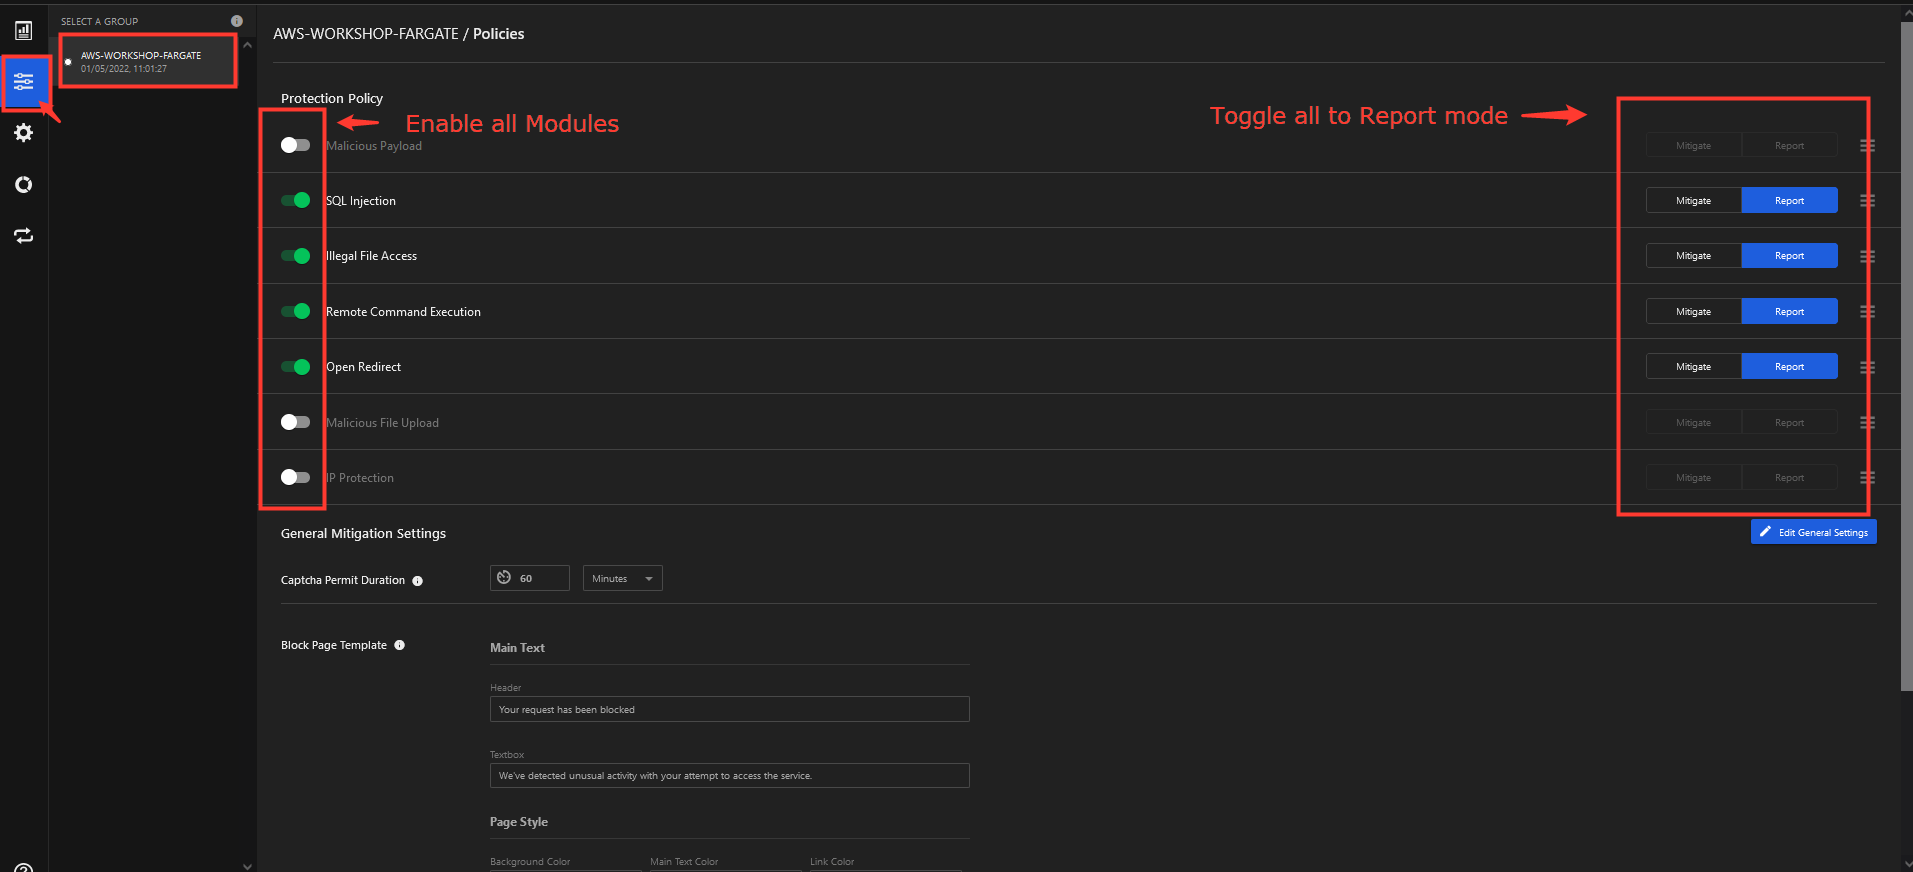 SELECT A GROUP
AWS-WORKSHOP-FARGATE
01/05/2022, 11:01:27
AWS-WORKSHOP-FARGATE / Policies
Protection Policy
Enable all Modules
Toggle all to Report mode
Malicious Payload
Mitigate Report
SQL Injection
Mitigate Report
Illegal File Access
Mitigate Report
Remote Command Execution
Mitigate Report
Open Redirect
Mitigate Report
Malicious File Upload
Mitigate Report
IP Protection
Mitigate Report
General Mitigation Settings
Edit General Settings
Captcha Permit Duration
60
Minutes
Block Page Template
Main Text
Header
Your request has been blocked
Textbox
We've detected unusual activity with your attempt to access the service.
Page Style
Background Color
Main Text Color
Link Color